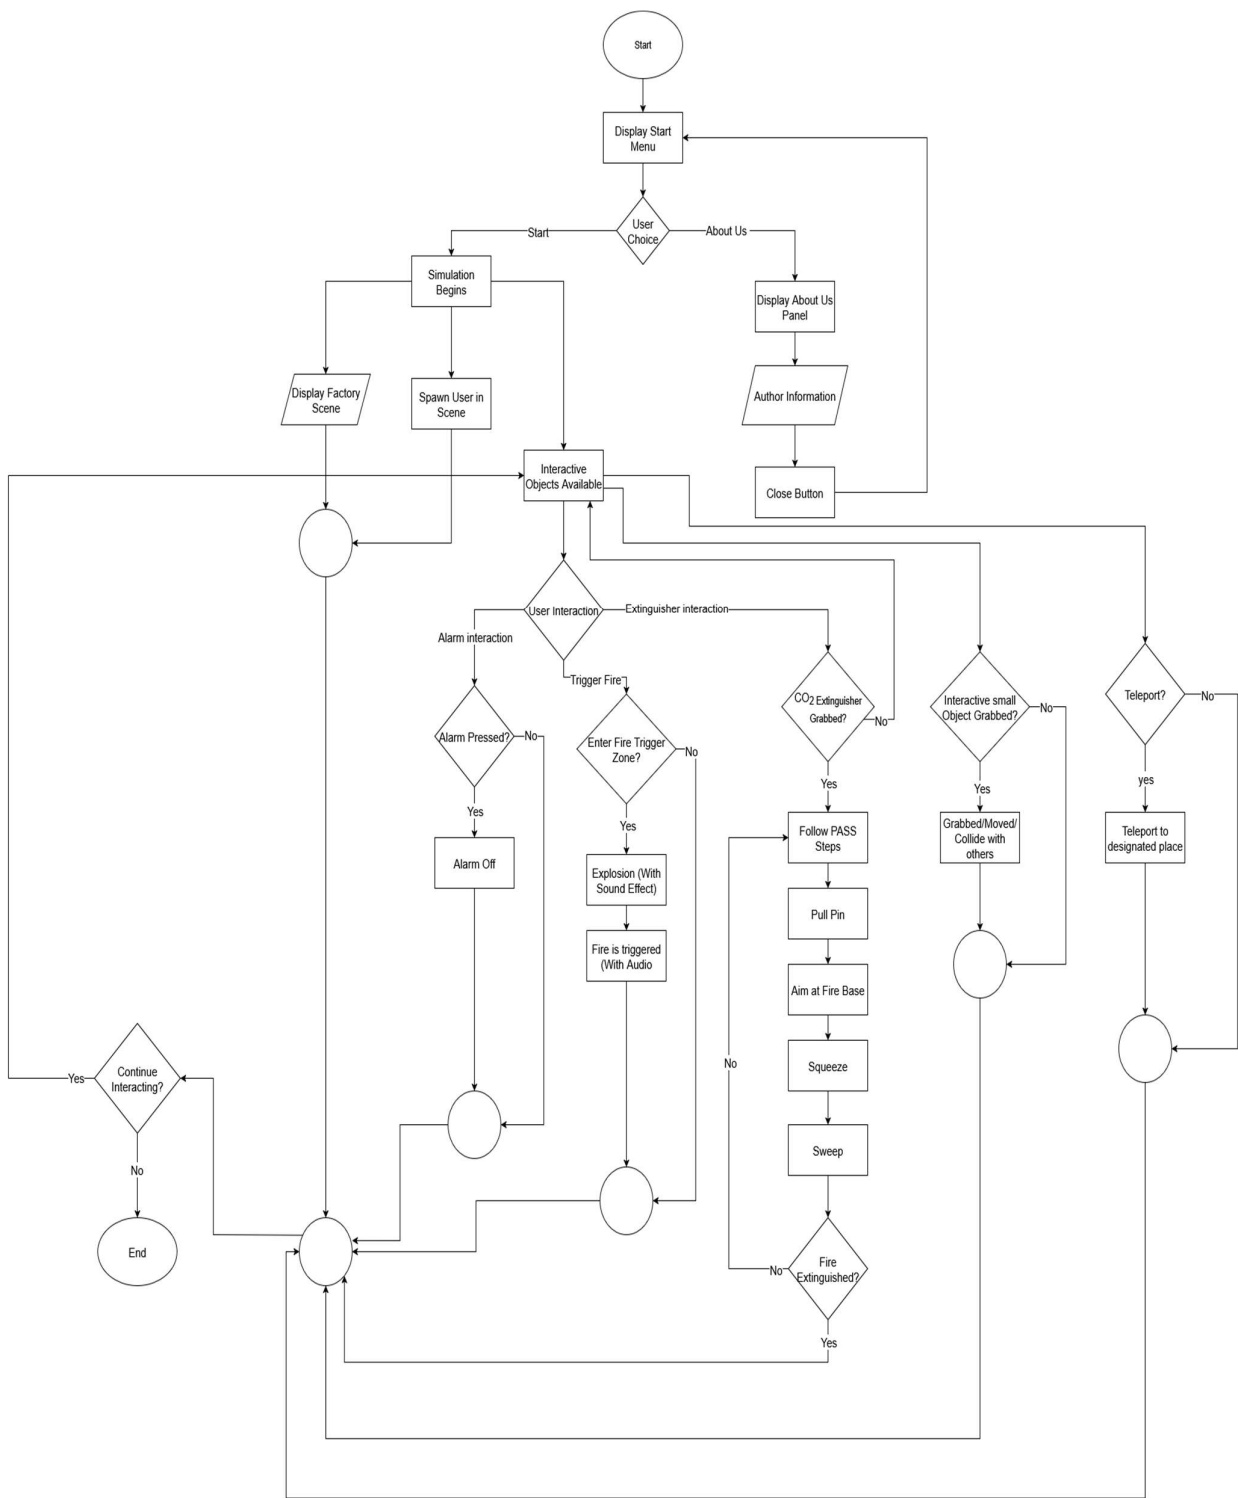 Start
Display Start
Menu
User
Choice
Start
About Us
Simulation
Begins
Display About Us
Panel
Display Factory
Scene
Spawn User in
Scene
Author Information
Interactive
Objects Available
Close Button
User Interaction
Extinguisher interaction
Alarm interaction
Trigger Fire
CO2 Extinguisher
Grabbed?
No
Interactive small
Object Grabbed?
No
Teleport?
No
Alarm Pressed?
No
Enter Fire Trigger
Zone?
No
Yes
Yes
yes
Yes
Yes
Follow PASS
Steps
Grabbed/Moved/
Collide with
others
Teleport to
designated place
Alarm Off
Explosion (With
Sound Effect)
Pull Pin
Fire is triggered
(With Audio
Aim at Fire Base
No
Squeeze
Continue
Interacting?
Yes
Sweep
No
End
Fire
Extinguished?
No
Yes